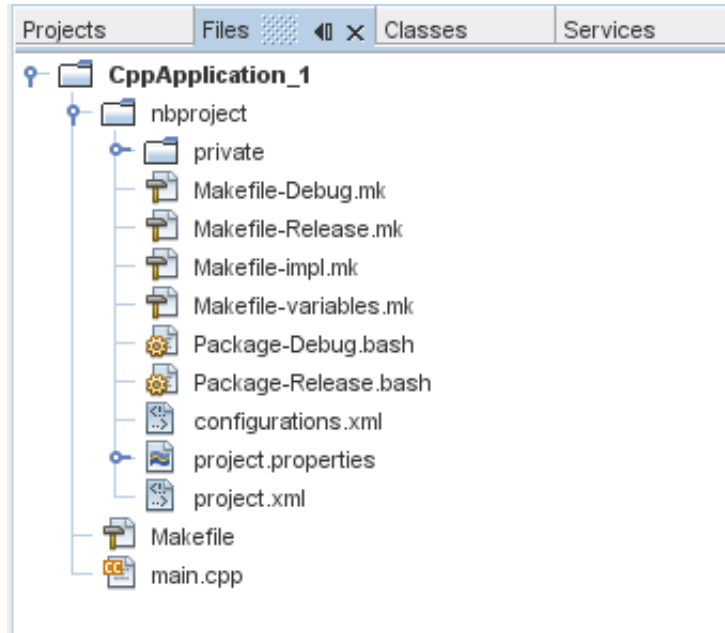 Projects Files Classes Services
CppApplication_1
nbproject
private
Makefile-Debug.mk
Makefile-Release.mk
Makefile-impl.mk
Makefile-variables.mk
Package-Debug.bash
Package-Release.bash
configurations.xml
project.properties
project.xml
Makefile
main.cpp